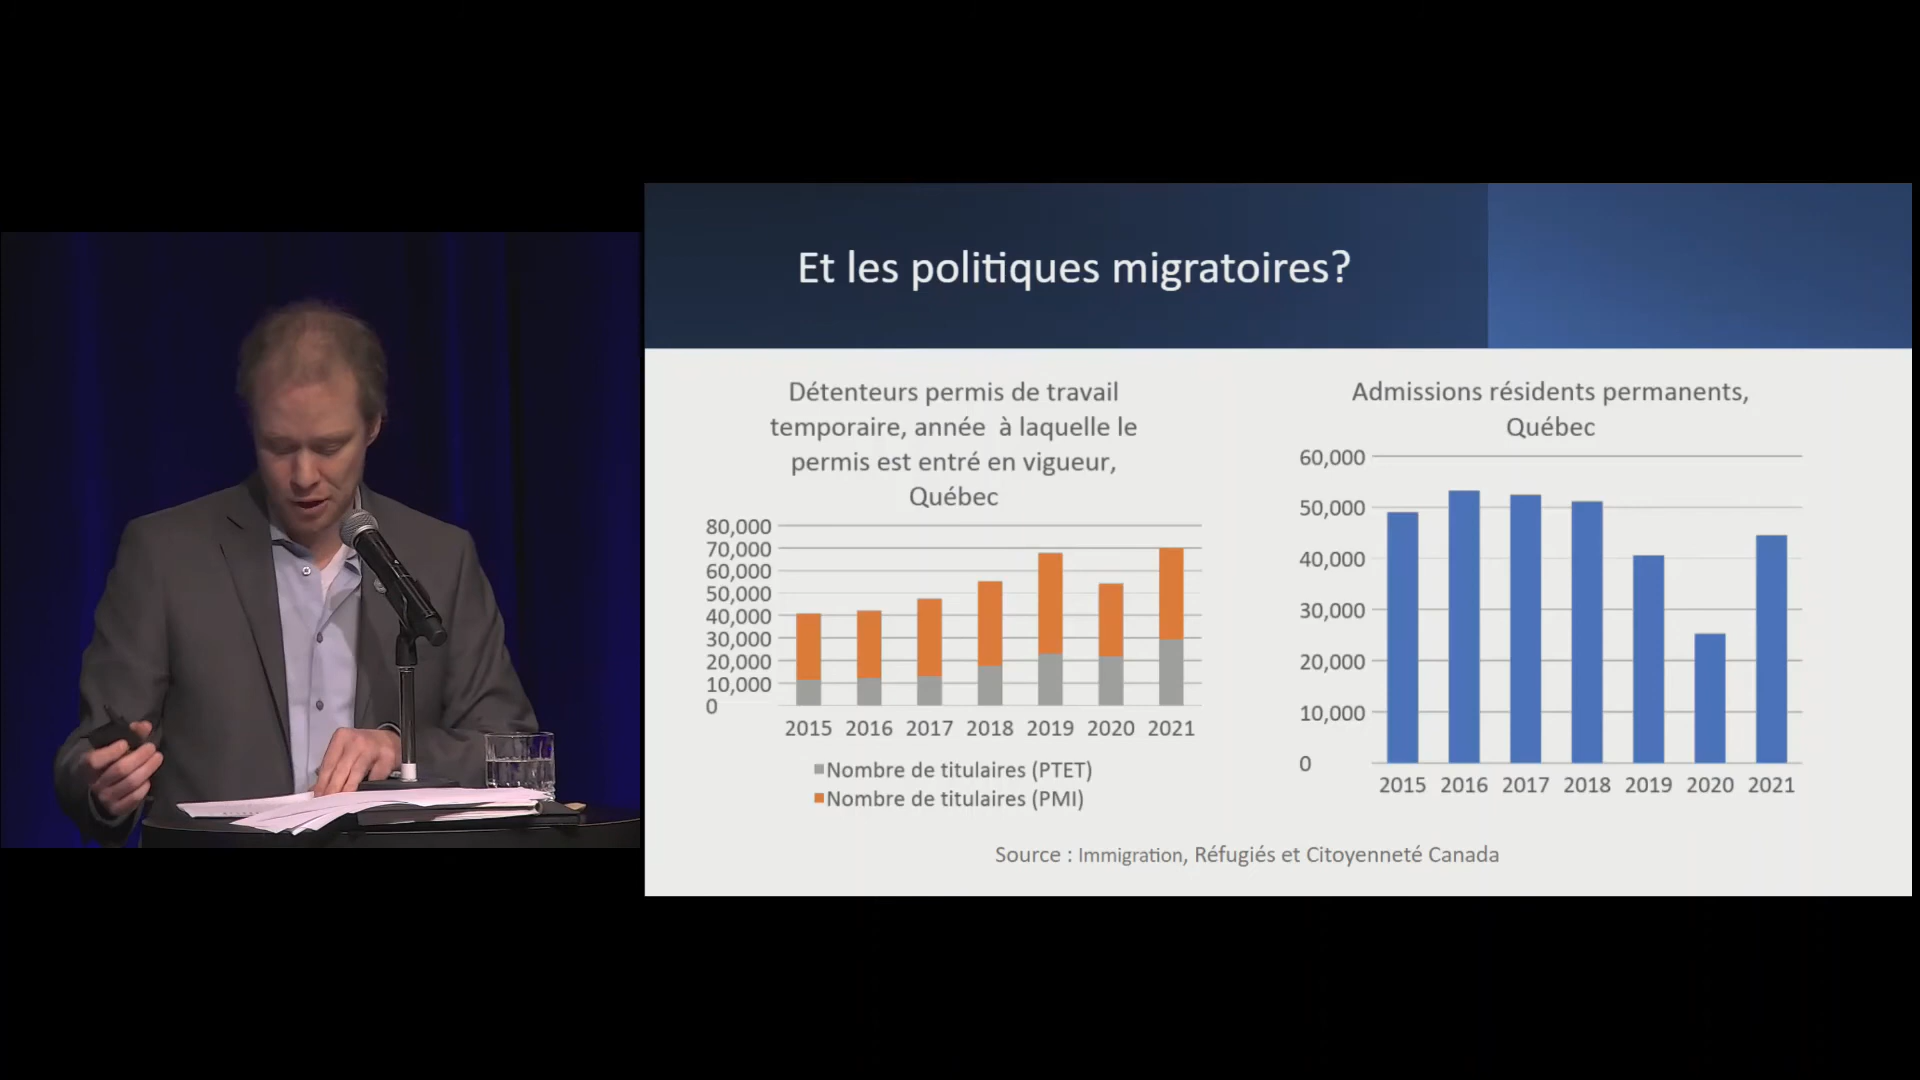 Et les politiques migratoires?
Détenteurs permis de travail
temporaire, année à laquelle le
permis est entré en vigueur,
Québec
80,000
70,000
60,000
50,000
40,000
30,000
20,000
10,000
0
2015 2016 2017 2018 2019 2020 2021
Nombre de titulaires (PTET)
Nombre de titulaires (PMI)
Admissions résidents permanents,
Québec
60,000
50,000
40,000
30,000
20,000
10,000
0
2015 2016 2017 2018 2019 2020 2021
Source : Immigration, Réfugiés et Citoyenneté Canada